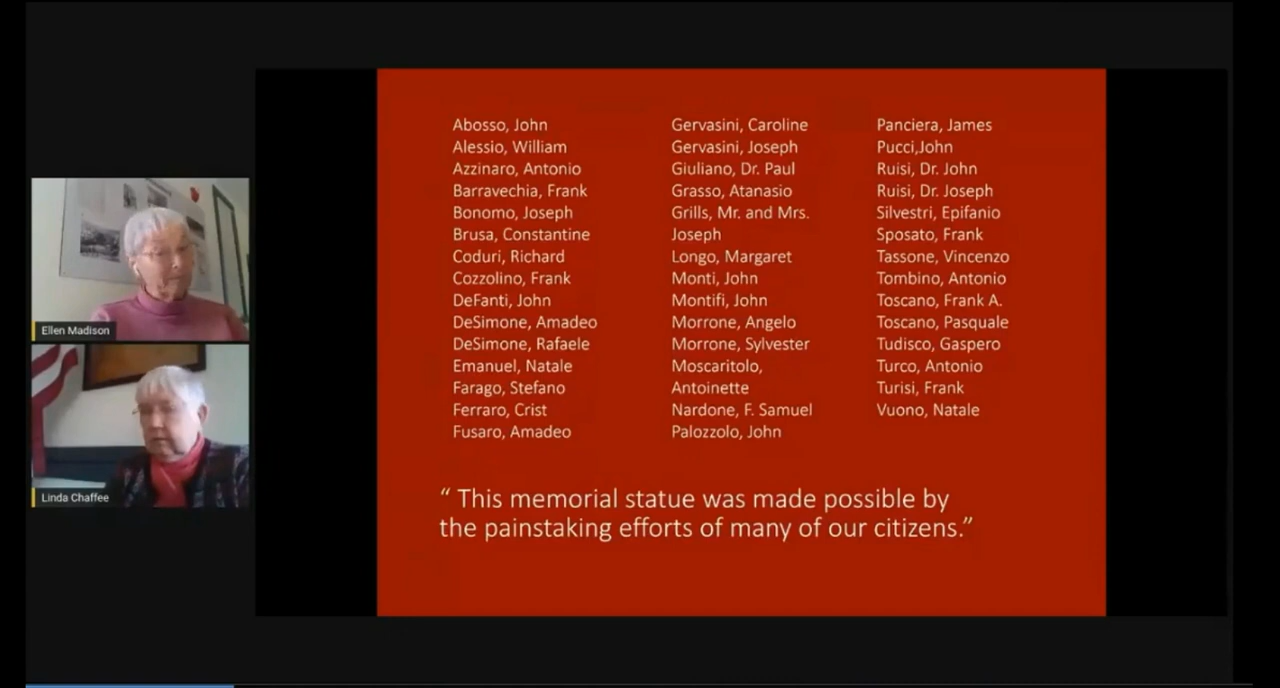 Abosso, John
Alessio, William
Azzinaro, Antonio
Barravechia, Frank
Bonomo, Joseph
Brusa, Constantine
Coduri, Richard
Cozzolino, Frank
DeFanti, John
DeSimone, Amadeo
DeSimone, Rafaele
Emanuel, Natale
Farago, Stefano
Ferraro, Crist
Fusaro, Amadeo
Gervasini, Caroline
Gervasini, Joseph
Giuliano, Dr. Paul
Grasso, Atanasio
Grills, Mr. and Mrs.
Joseph
Longo, Margaret
Monti, John
Montifi, John
Morrone, Angelo
Morrone, Sylvester
Moscaritolo,
Antoinette
Nardone, F. Samuel
Palozzolo, John
Panciera, James
Pucci,John
Ruisi, Dr. John
Ruisi, Dr. Joseph
Silvestri, Epifanio
Sposato, Frank
Tassone, Vincenzo
Tombino, Antonio
Toscano, Frank A.
Toscano, Pasquale
Tudisco, Gaspero
Turco, Antonio
Turisi, Frank
Vuono, Natale
“ This memorial statue was made possible by
the painstaking efforts of many of our citizens.”
Ellen Madison
Linda Chaffee